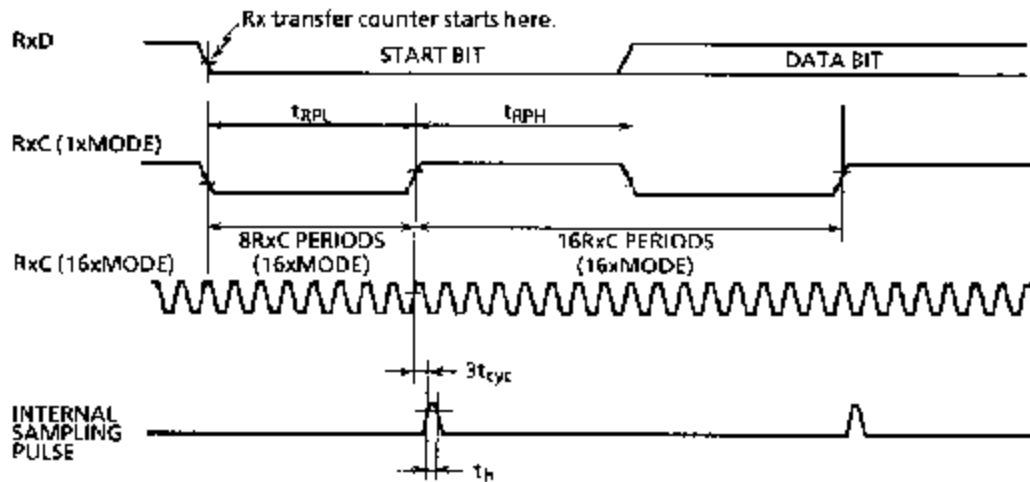 Rx transfer counter starts here.
RxD
START BIT
DATA BIT
tRPL
tRPH
RxC (1xMODE)
8RxC PERIODS
(16xMODE)
16RxC PERIODS
(16xMODE)
RxC (16xMODE)
3tcyc
INTERNAL
SAMPLING
PULSE
th